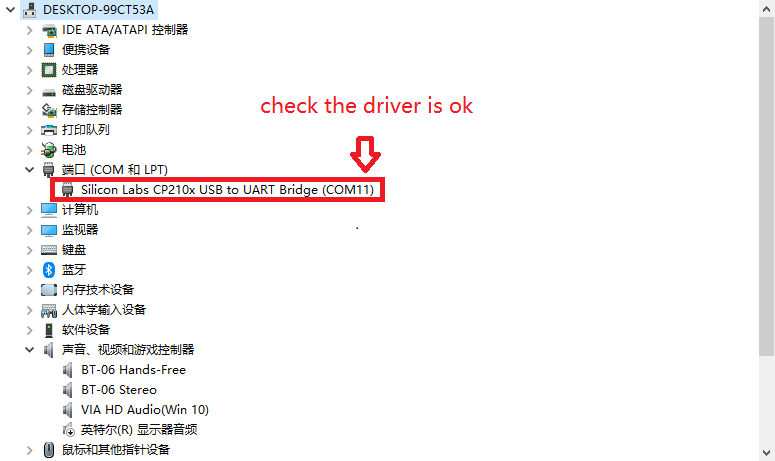 DESKTOP-99CT53A
IDE ATA/ATAPI 控制器
便携设备
处理器
磁盘驱动器
check the driver is ok
存储控制器
打印队列
电池
端口 (COM 和 LPT)
Silicon Labs CP210x USB to UART Bridge (COM11)
计算机
监视器
键盘
蓝牙
内存技术设备
人体学输入设备
软件设备
声音、视频和游戏控制器
BT-06 Hands-Free
BT-06 Stereo
VIA HD Audio(Win 10)
英特尔(R) 显示器音频
鼠标和其他指针设备